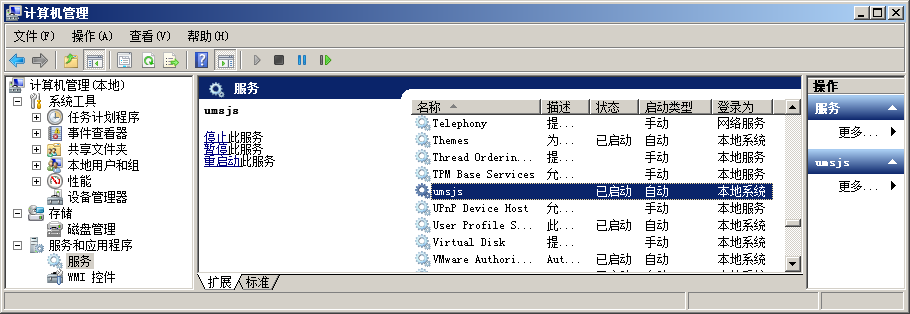 计算机管理
文件(F) 操作(A) 查看(V) 帮助(H)
计算机管理(本地)
系统工具
任务计划程序
事件查看器
共享文件夹
本地用户和组
性能
设备管理器
存储
磁盘管理
服务和应用程序
服务
WMI 控件
服务
umsjs
停止此服务
暂停此服务
重启动此服务
名称 描述 状态 启动类型 登录为
Telephony 提... 手动 网络服务
Themes 为... 已启动 自动 本地系统
Thread Orderin... 提... 手动 本地服务
TPM Base Services 允... 手动 本地服务
umsjs 已启动 自动 本地系统
UPnP Device Host 允... 手动 本地服务
User Profile S... 此... 已启动 自动 本地系统
Virtual Disk 提... 手动 本地系统
VMware Authori... Aut... 已启动 自动 本地系统
扩展 标准
操作
服务
更多...
umsjs
更多...